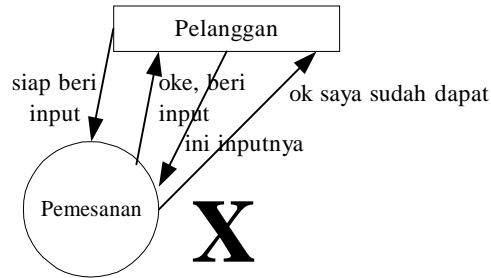 Pelanggan
siap beri
input
oke, beri
input
ini inputnya
ok saya sudah dapat
Pemesanan
X